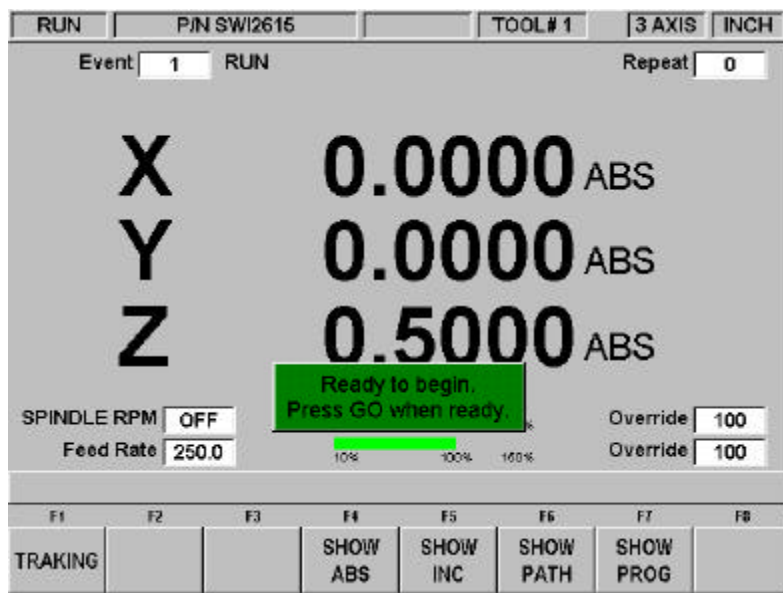 RUN P/N SWI2615 TOOL# 1 3 AXIS INCH
Event 1 RUN Repeat 0
X 0.0000 ABS
Y 0.0000 ABS
Z 0.5000 ABS
Ready to begin.
Press GO when ready.
SPINDLE RPM OFF Override 100
Feed Rate 250.0 10% 100% 150% Override 100
F1 F2 F3 F4 F5 F6 F7 F8
TRAKING SHOW ABS SHOW INC SHOW PATH SHOW PROG